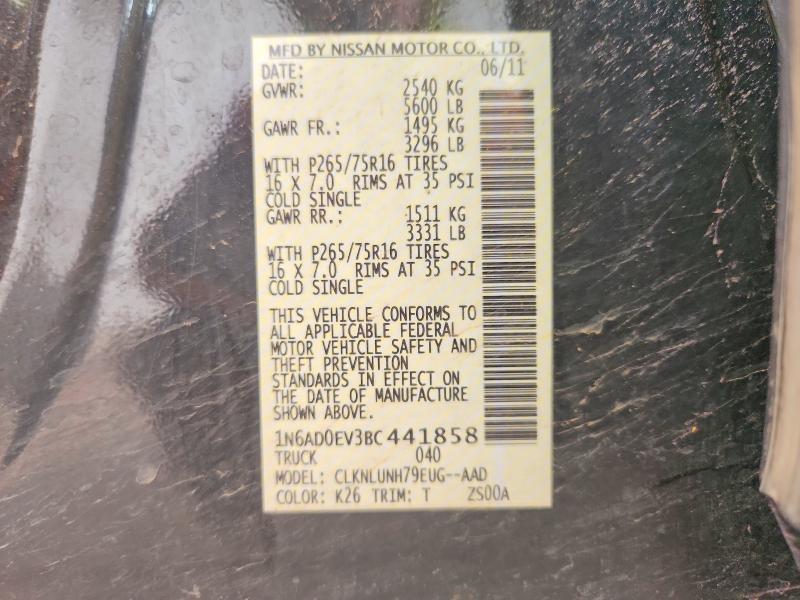 MFD BY NISSAN MOTOR CO., LTD.
DATE: 06/11
GVWR: 2540 KG
5600 LB
GAWR FR.: 1495 KG
3296 LB
WITH P265/75R16 TIRES
16 X 7.0 RIMS AT 35 PSI
COLD SINGLE
GAWR RR.: 1511 KG
3331 LB
WITH P265/75R16 TIRES
16 X 7.0 RIMS AT 35 PSI
COLD SINGLE
THIS VEHICLE CONFORMS TO
ALL APPLICABLE FEDERAL
MOTOR VEHICLE SAFETY AND
THEFT PREVENTION
STANDARDS IN EFFECT ON
THE DATE OF MANUFACTURE
SHOWN ABOVE.
1N6AD0EV3BC441858
TRUCK 040
MODEL: CLKNLUNH79EUG--AAD
COLOR: K26 TRIM: T ZS00A